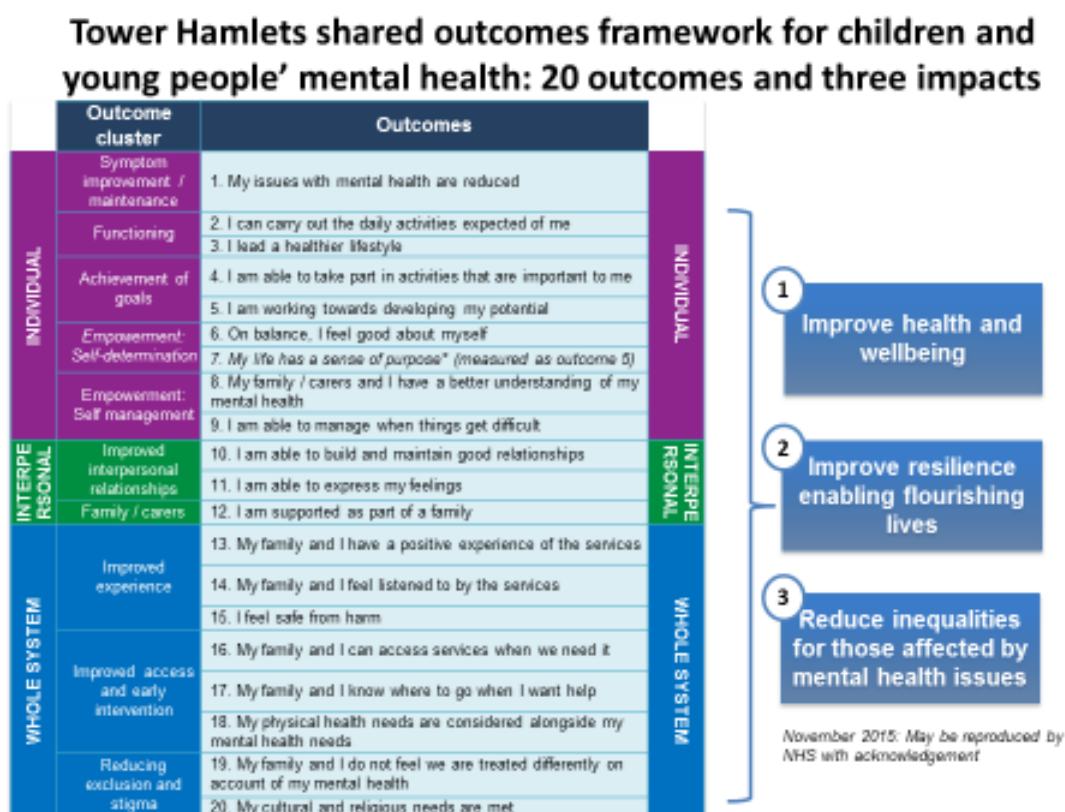 Tower Hamlets shared outcomes framework for children and
young people’ mental health: 20 outcomes and three impacts
Outcome
cluster
Outcomes
INDIVIDUAL
Symptom
improvement /
maintenance
1. My issues with mental health are reduced
Functioning
2. I can carry out the daily activities expected of me
3. I lead a healthier lifestyle
Achievement of
goals
4. I am able to take part in activities that are important to me
5. I am working towards developing my potential
Empowerment:
Self-determination
6. On balance, I feel good about myself
7. My life has a sense of purpose* (measured as outcome 5)
Empowerment:
Self management
8. My family / carers and I have a better understanding of my
mental health
9. I am able to manage when things get difficult
INDIVIDUAL
INTERPE
RSONAL
Improved
interpersonal
relationships
10. I am able to build and maintain good relationships
11. I am able to express my feelings
Family / carers
12. I am supported as part of a family
INTERPE
RSONAL
WHOLE SYSTEM
Improved
experience
13. My family and I have a positive experience of the services
14. My family and I feel listened to by the services
15. I feel safe from harm
Improved access
and early
intervention
16. My family and I can access services when we need it
17. My family and I know where to go when I want help
18. My physical health needs are considered alongside my
mental health needs
Reducing
exclusion and
stigma
19. My family and I do not feel we are treated differently on
account of my mental health
20. My cultural and religious needs are met
WHOLE SYSTEM
1
Improve health and
wellbeing
2
Improve resilience
enabling flourishing
lives
3
Reduce inequalities
for those affected by
mental health issues
November 2015: May be reproduced by
NHS with acknowledgement